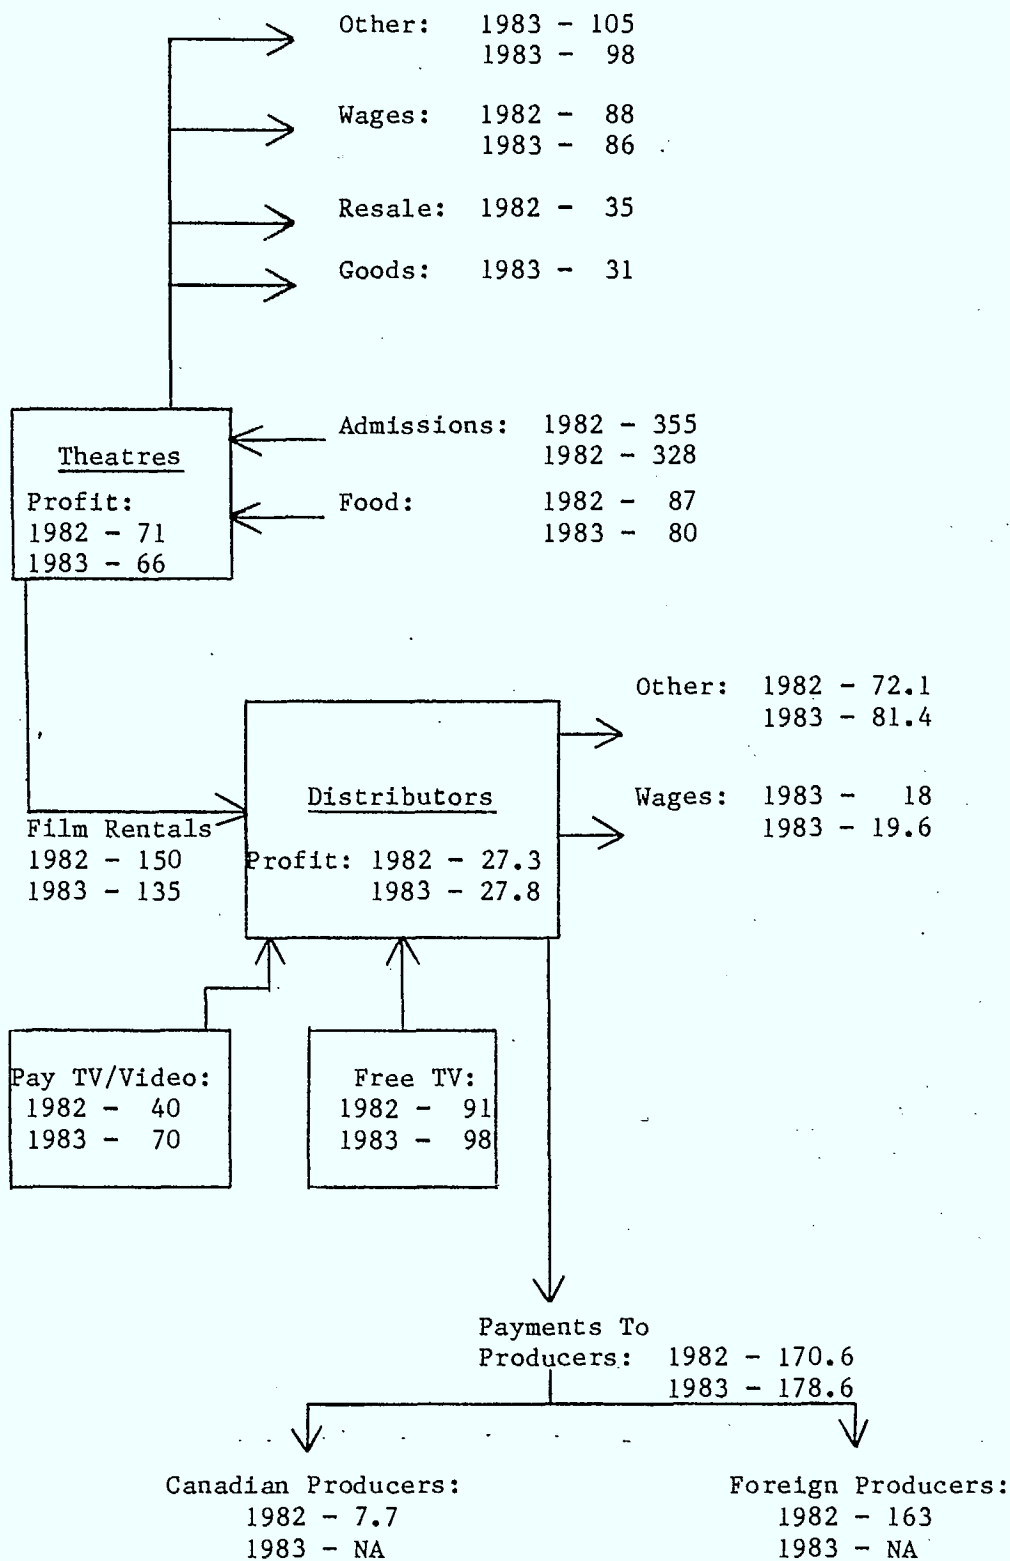 Other: 1983 - 105
1983 - 98
Wages: 1982 - 88
1983 - 86
Resale: 1982 - 35
Goods: 1983 - 31
Admissions: 1982 - 355
1982 - 328
Theatres
Food: 1982 - 87
1983 - 80
Profit:
1982 - 71
1983 - 66
Other: 1982 - 72.1
1983 - 81.4
Wages: 1983 - 18
1983 - 19.6
Distributors
Profit: 1982 - 27.3
1983 - 27.8
Film Rentals
1982 - 150
1983 - 135
Pay TV/Video:
1982 - 40
1983 - 70
Free TV:
1982 - 91
1983 - 98
Payments To
Producers: 1982 - 170.6
1983 - 178.6
Canadian Producers:
1982 - 7.7
1983 - NA
Foreign Producers:
1982 - 163
1983 - NA